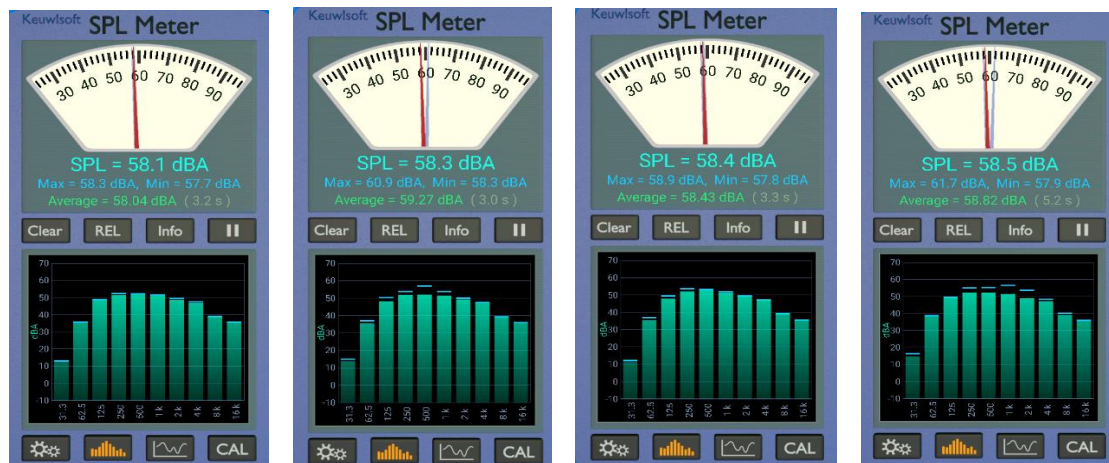 Keuwlsoft
SPL Meter
30 40 50 60 70 80 90
SPL = 58.1 dBA
Max = 58.3 dBA, Min = 57.7 dBA
Average = 58.04 dBA ( 3.2 s )
Clear REL Info
70
60
50
40
30
20
10
0
-10
dBA
31.3 62.5 125 250 500 1 k 2 k 4 k 8 k 16 k
CAL
Keuwlsoft
SPL Meter
30 40 50 60 70 80 90
SPL = 58.3 dBA
Max = 60.9 dBA, Min = 58.3 dBA
Average = 59.27 dBA ( 3.0 s )
Clear REL Info
70
60
50
40
30
20
10
0
-10
dBA
31.3 62.5 125 250 500 1 k 2 k 4 k 8 k 16 k
CAL
Keuwlsoft
SPL Meter
30 40 50 60 70 80 90
SPL = 58.4 dBA
Max = 58.9 dBA, Min = 57.8 dBA
Average = 58.43 dBA ( 3.3 s )
Clear REL Info
70
60
50
40
30
20
10
0
-10
dBA
31.3 62.5 125 250 500 1 k 2 k 4 k 8 k 16 k
CAL
Keuwlsoft
SPL Meter
30 40 50 60 70 80 90
SPL = 58.5 dBA
Max = 61.7 dBA, Min = 57.9 dBA
Average = 58.82 dBA ( 5.2 s )
Clear REL Info
70
60
50
40
30
20
10
0
-10
dBA
31.3 62.5 125 250 500 1 k 2 k 4 k 8 k 16 k
CAL